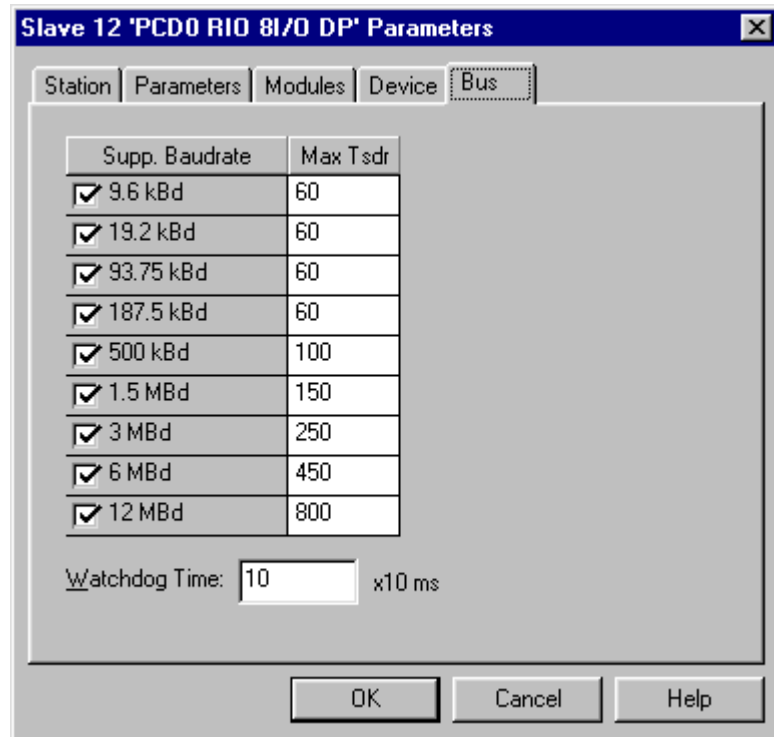 Slave 12 'PCD0 RIO 8I/O DP' Parameters
Station Parameters Modules Device Bus
Supp. Baudrate Max Tsdr
9.6 kBd 60
19.2 kBd 60
93.75 kBd 60
187.5 kBd 60
500 kBd 100
1.5 MBd 150
3 MBd 250
6 MBd 450
12 MBd 800
Watchdog Time: 10 x10 ms
OK Cancel Help